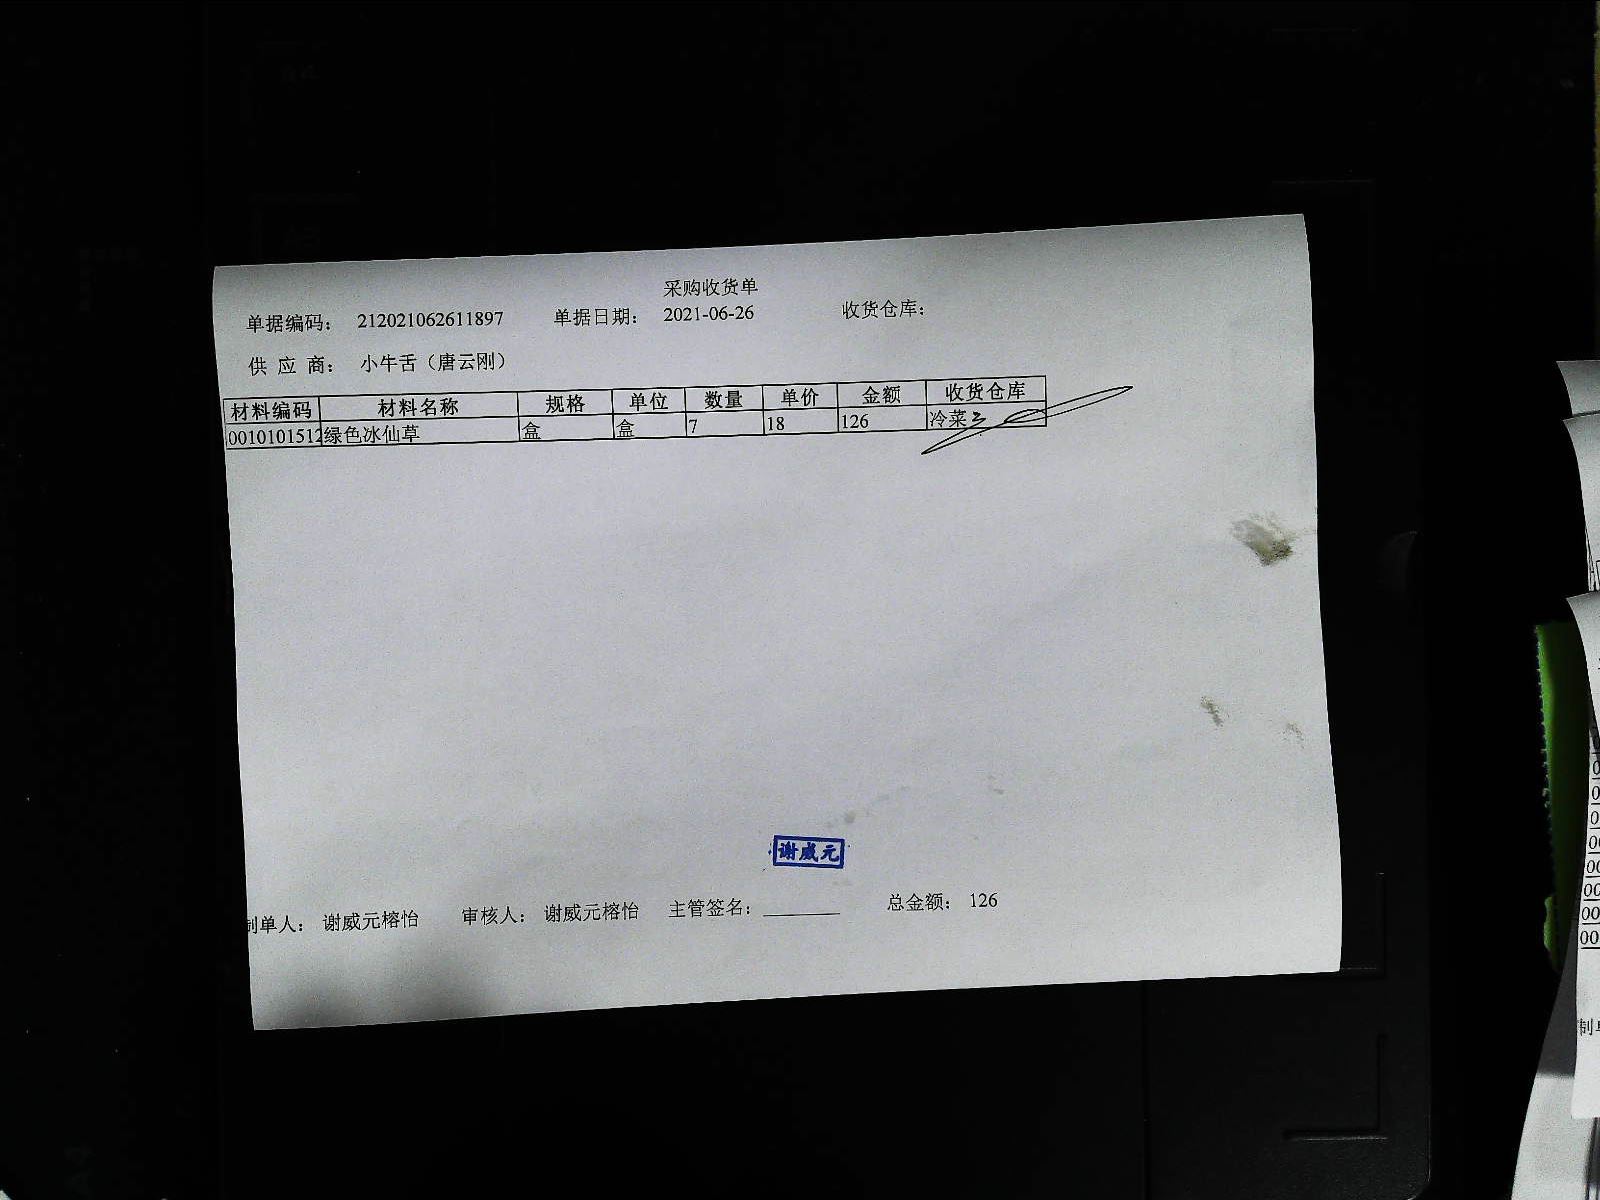 采购收货单
单据编码： 212021062611897 单据日期： 2021-06-26 收货仓库：
供 应 商： 小牛舌（唐云刚）
材料编码 材料名称 规格 单位 数量 单价 金额 收货仓库
0010101512 绿色冰仙草 盒 盒 7 18 126 冷菜
谢威元
制单人： 谢威元榕怡 审核人： 谢威元榕怡 主管签名：________ 总金额： 126